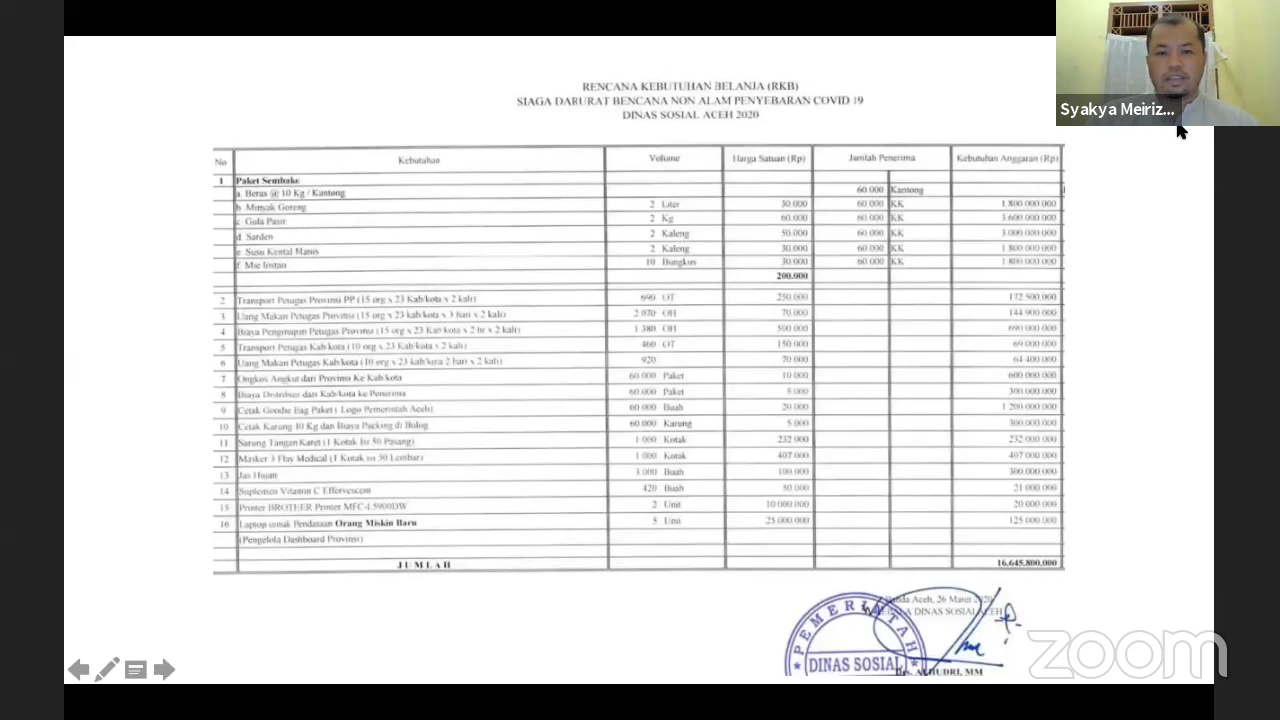 Syakya Meiriz...
RENCANA KEBUTUHAN BELANJA (RKB)
SIAGA DARURAT BENCANA NON ALAM PENYEBARAN COVID 19
DINAS SOSIAL ACEH 2020
No Kebutuhan Volume Harga Satuan (Rp) Jumlah Penerima Kebutuhan Anggaran (Rp)
1 Paket Sembako
a. Beras @ 10 Kg / Kantong 60.000 Kantong
b Minyak Goreng 2 Liter 30.000 60.000 KK 1.800.000.000
c Gula Pasir 2 Kg 60.000 60.000 KK 3.600.000.000
d Sarden 2 Kaleng 50.000 60.000 KK 3.000.000.000
e Susu Kental Manis 2 Kaleng 30.000 60.000 KK 1.800.000.000
f Mie Instan 10 Bungkus 30.000 60.000 KK 1.800.000.000
200.000
2 Transport Petugas Provinsi PP (15 org x 23 Kab/kota x 2 kali) 690 OT 250.000 172.500.000
3 Uang Makan Petugas Provinsi (15 org x 23 kab/kota x 3 hari x 2 kali) 2.070 OH 70.000 144.900.000
4 Biaya Penginapan Petugas Provinsi (15 org x 23 Kab/kota x 2 hr x 2 kali) 1.380 OH 500.000 690.000.000
5 Transport Petugas Kab/kota (10 org x 23 Kab/kota x 2 kali) 460 OT 150.000 69.000.000
6 Uang Makan Petugas Kab/kota (10 org x 23 kab/kota 2 hari x 2 kali) 920 70.000 64.400.000
7 Ongkos Angkut dari Provinsi Ke Kab/kota 60.000 Paket 10.000 600.000.000
8 Biaya Distribusi dari Kab/kota ke Penerima 60.000 Paket 5.000 300.000.000
9 Cetak Goodie Bag Paket ( Logo Pemerintah Aceh) 60.000 Buah 20.000 1.200.000.000
10 Cetak Karung 10 Kg dan Biaya Packing di Bulog 60.000 Karung 5.000 300.000.000
11 Sarung Tangan Karet (1 Kotak Isi 50 Pasang) 1.000 Kotak 232.000 232.000.000
12 Masker 3 Play Medical (1 Kotak isi 50 Lembar) 1.000 Kotak 407.000 407.000.000
13 Jas Hujan 3.000 Buah 100.000 300.000.000
14 Suplemen Vitamin C Effervescem 420 Buah 50.000 21.000.000
15 Printer BROTHER Printer MFC-L5900DW 2 Unit 10.000.000 20.000.000
16 Laptop untuk Pendataan Orang Miskin Baru 5 Unit 25.000.000 125.000.000
(Pengelola Dashboard Provinsi)
JUMLAH 16.645.800.000
Banda Aceh, 26 Maret 2020
DINAS SOSIAL ACEH
PEMERINTAH
DINAS SOSIAL
ALHUDRI, MM
zoom